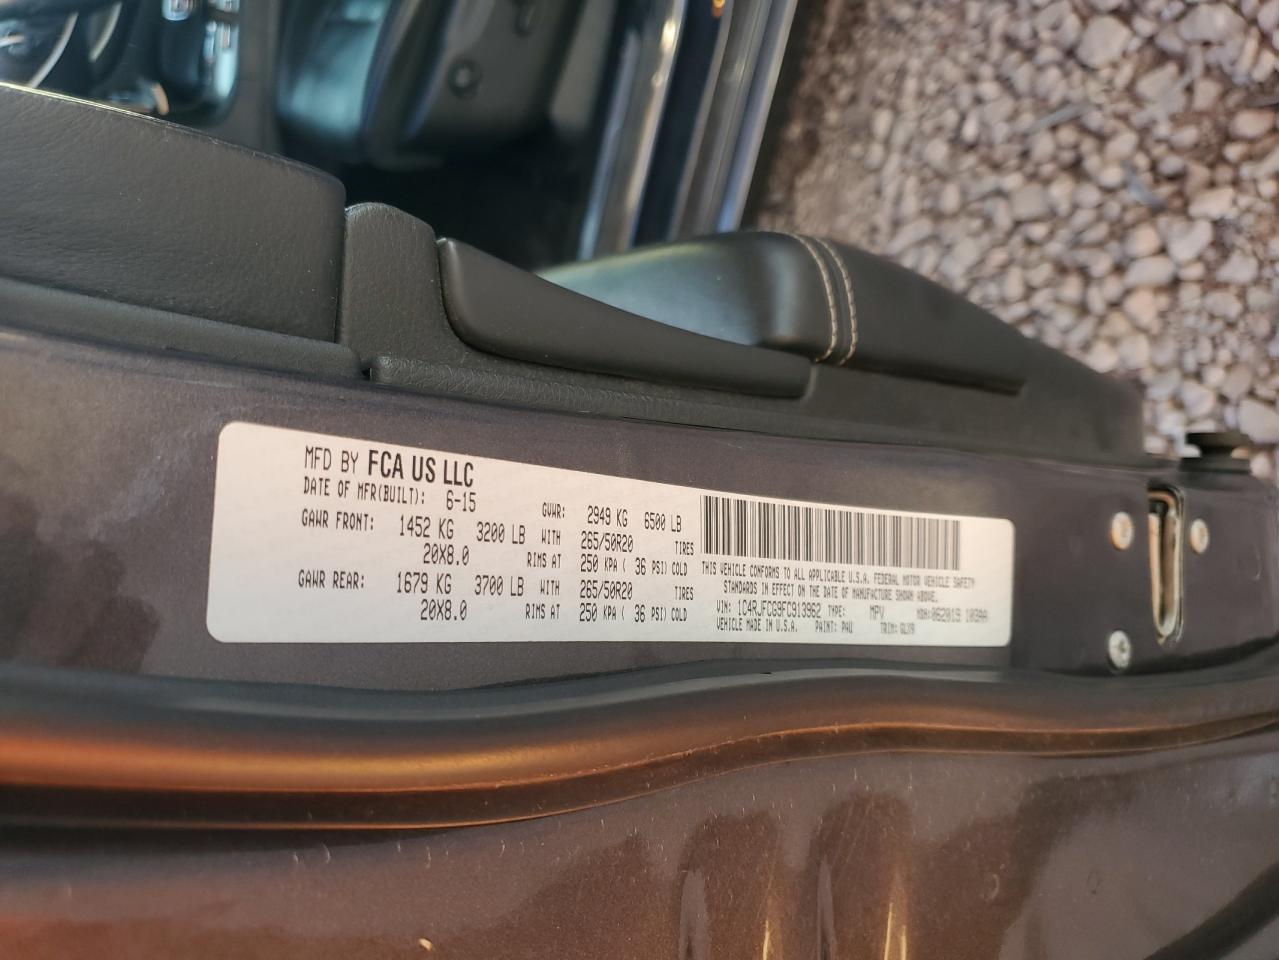 MFD BY FCA US LLC
DATE OF MFR(BUILT): 6-15 GVWR: 2949 KG 6500 LB
GAWR FRONT: 1452 KG 3200 LB WITH 265/50R20 TIRES
20X8.0 RIMS AT 250 KPA ( 36 PSI) COLD
GAWR REAR: 1679 KG 3700 LB WITH 265/50R20 TIRES
20X8.0 RIMS AT 250 KPA ( 36 PSI) COLD
THIS VEHICLE CONFORMS TO ALL APPLICABLE U.S.A. FEDERAL MOTOR VEHICLE SAFETY
STANDARDS IN EFFECT ON THE DATE OF MANUFACTURE SHOWN ABOVE.
VIN: 1C4RJFCG9FC913962 TYPE: MPV MDH:062019 103AA
VEHICLE MADE IN U.S.A. PAINT: PAU TRIM: